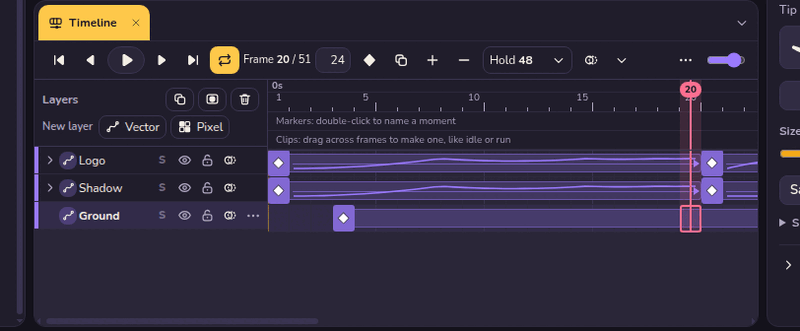 Timeline
Tip
Frame 20 / 51
24
Hold 48
0s
Layers
1
5
10
15
20
New layer
Vector
Pixel
Markers: double-click to name a moment
Clips: drag across frames to make one, like idle or run
Size
Logo
S
Shadow
S
Ground
S